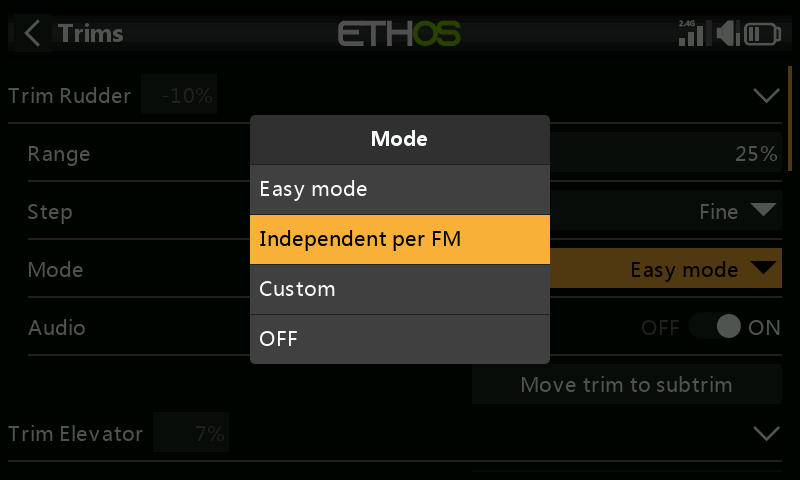 Trims ETHOS 2.4G
Trim Rudder -10%
Mode
Range 25%
Easy mode
Step Fine
Independent per FM
Mode Easy mode
Custom
Audio OFF ON
OFF
Move trim to subtrim
Trim Elevator 7%